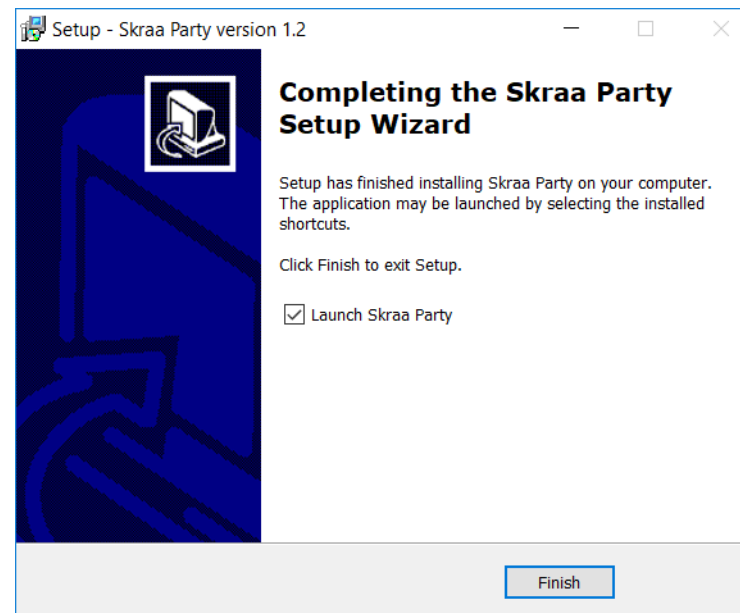 Setup - Skraa Party version 1.2
Completing the Skraa Party
Setup Wizard
Setup has finished installing Skraa Party on your computer.
The application may be launched by selecting the installed
shortcuts.
Click Finish to exit Setup.
Launch Skraa Party
Finish